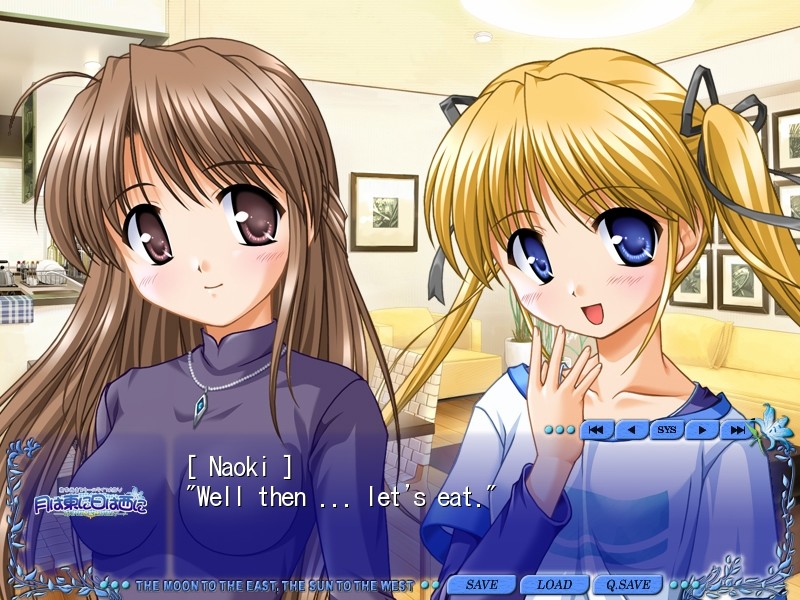 SYS
[ Naoki ]
"Well then ... let's eat."
月は東に日は西に
THE MOON TO THE EAST, THE SUN TO THE WEST
SAVE
LOAD
Q.SAVE